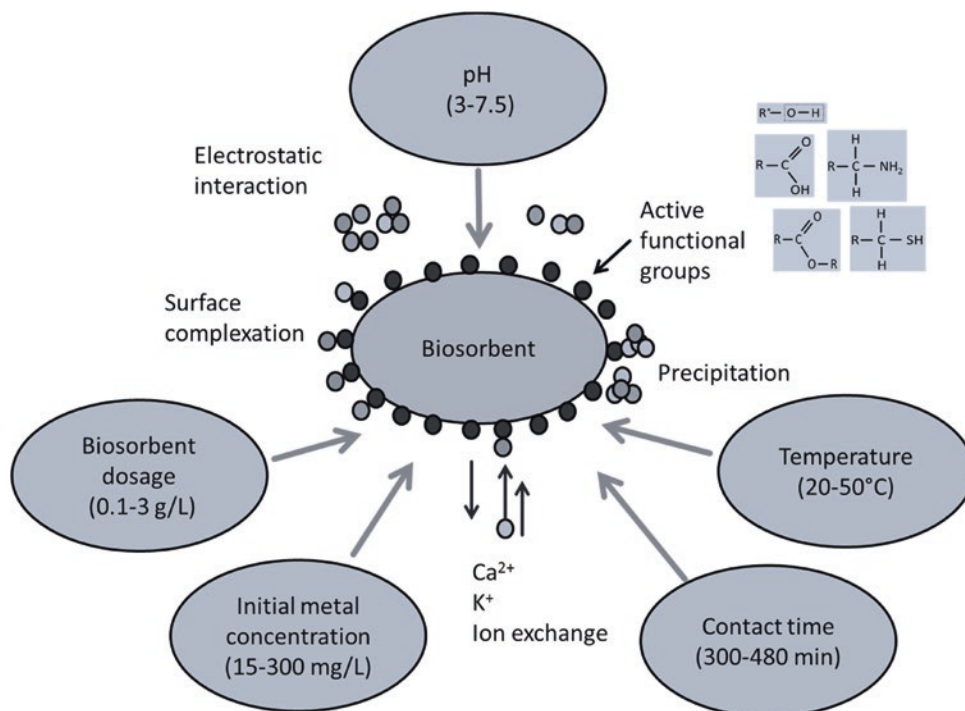 pH
(3-7.5)
Electrostatic
interaction
Active
functional
groups
R*—O—H
R—C
O
OH
H
R—C—NH₂
H
R—C
O
O—R
H
R—C—SH
H
Surface
complexation
Biosorbent
Precipitation
Biosorbent
dosage
(0.1-3 g/L)
Temperature
(20-50°C)
Initial metal
concentration
(15-300 mg/L)
Ca²⁺
K⁺
Ion exchange
Contact time
(300-480 min)